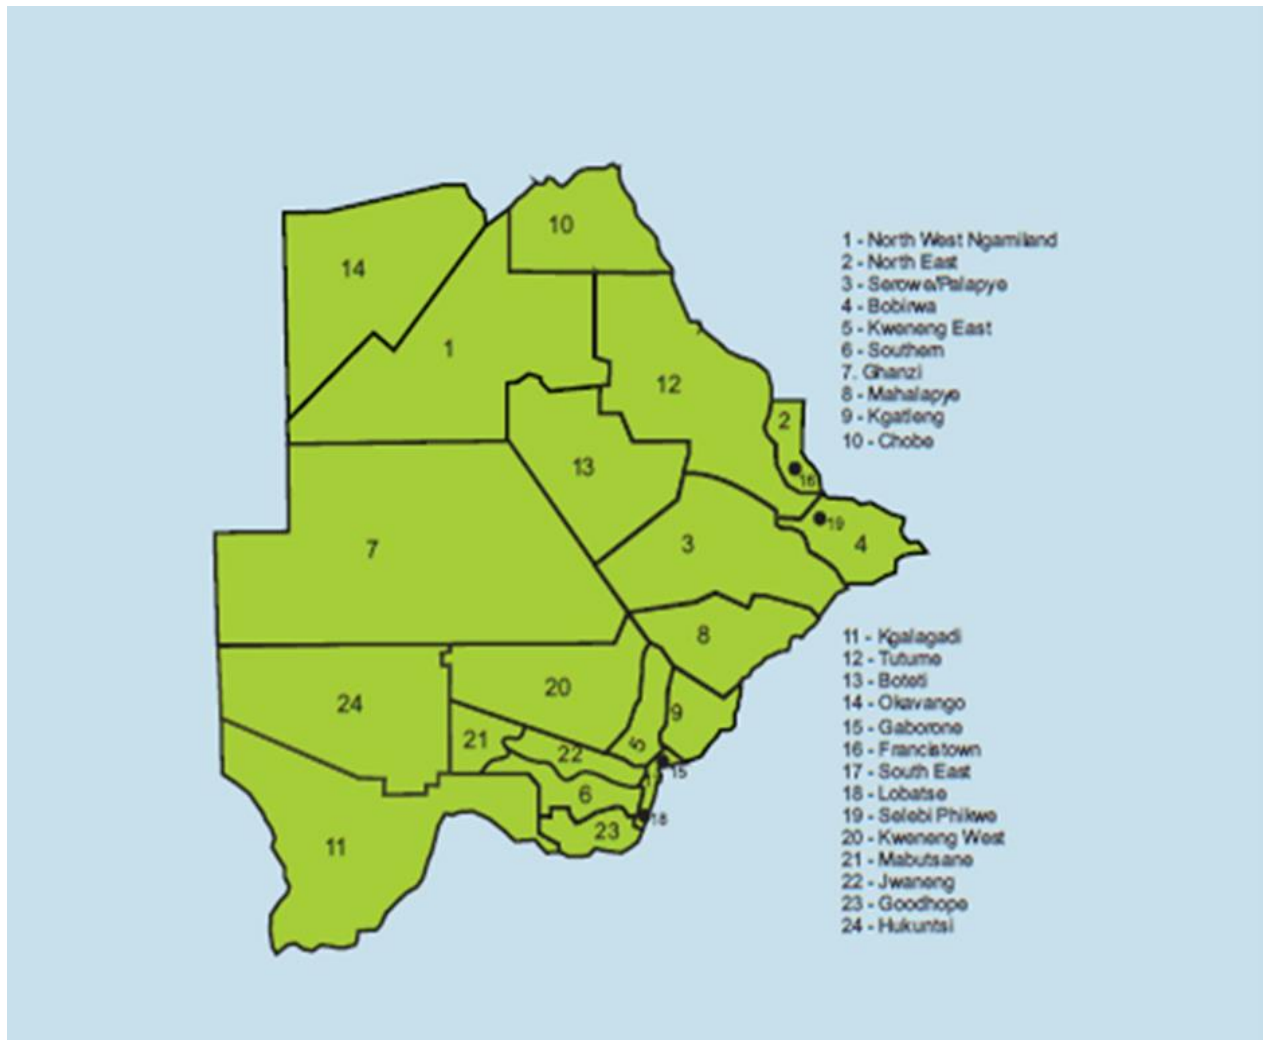 10
14
1
12
2
13
16
19
3
4
7
8
20
24
9
21
5
22
15
6
18
23
11
1 - North West Ngamiland
2 - North East
3 - Serowe/Palapye
4 - Bobirwa
5 - Kweneng East
6 - Southern
7. Ghanzi
8 - Mahalapye
9 - Kgatleng
10 - Chobe
11 - Kgalagadi
12 - Tutume
13 - Boteti
14 - Okavango
15 - Gaborone
16 - Francistown
17 - South East
18 - Lobatse
19 - Selebi Phikwe
20 - Kweneng West
21 - Mabutsane
22 - Jwaneng
23 - Goodhope
24 - Hukuntsi